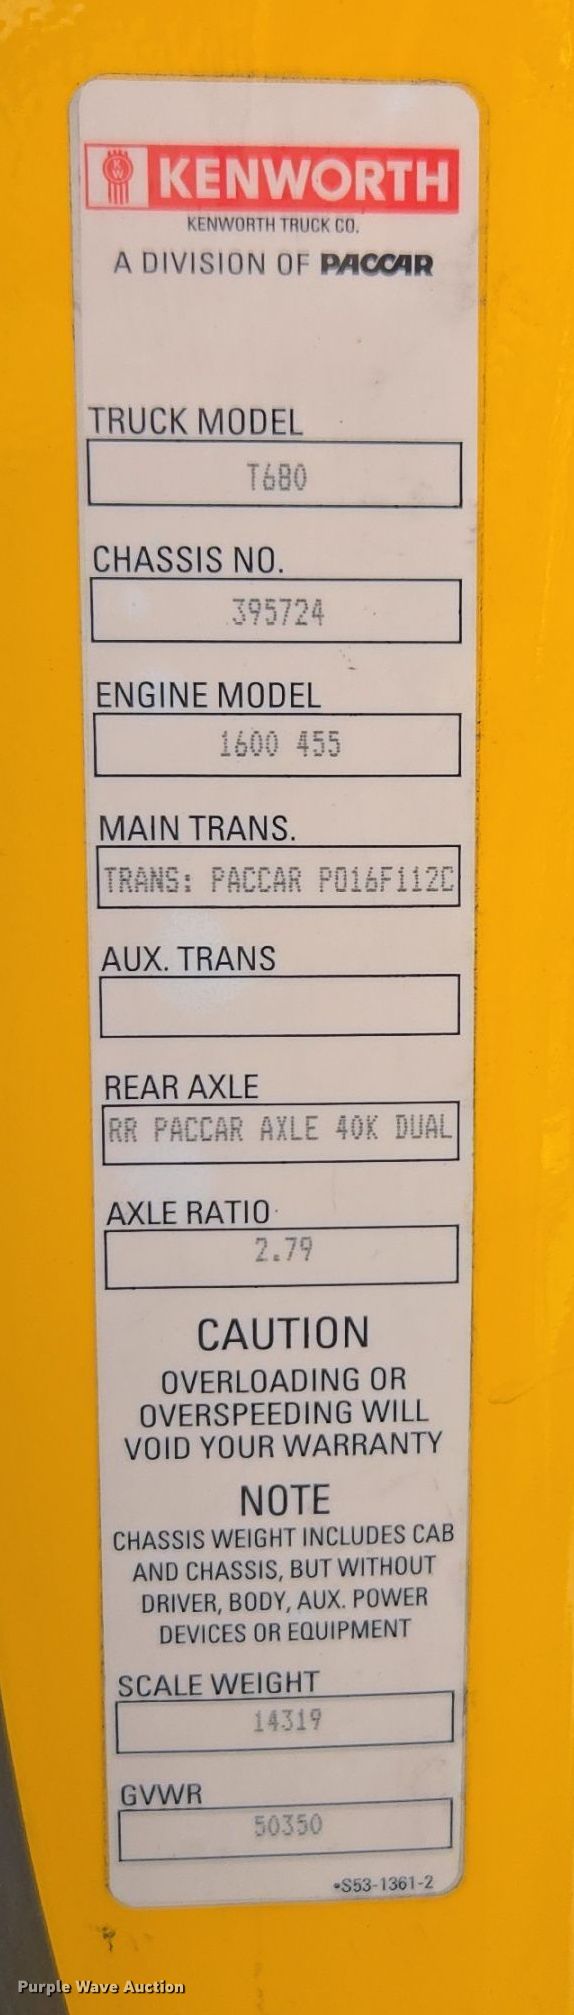 KW KENWORTH
KENWORTH TRUCK CO.
A DIVISION OF PACCAR
TRUCK MODEL
T680
CHASSIS NO.
395724
ENGINE MODEL
1600 455
MAIN TRANS.
TRANS: PACCAR PO16F112C
AUX. TRANS
REAR AXLE
RR PACCAR AXLE 40K DUAL
AXLE RATIO
2.79
CAUTION
OVERLOADING OR
OVERSPEEDING WILL
VOID YOUR WARRANTY
NOTE
CHASSIS WEIGHT INCLUDES CAB
AND CHASSIS, BUT WITHOUT
DRIVER, BODY, AUX. POWER
DEVICES OR EQUIPMENT
SCALE WEIGHT
14319
GVWR
50350
•S53-1361-2
Purple Wave Auction